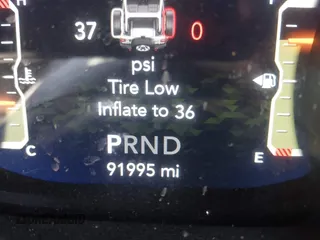 H F
37 0
psi
Tire Low
Inflate to 36
PRND
C E
91995 mi